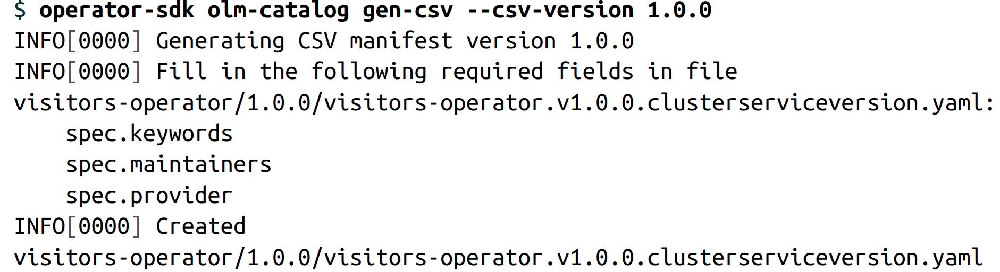 $ operator-sdk olm-catalog gen-csv --csv-version 1.0.0
INFO[0000] Generating CSV manifest version 1.0.0
INFO[0000] Fill in the following required fields in file
visitors-operator/1.0.0/visitors-operator.v1.0.0.clusterserviceversion.yaml:
    spec.keywords
    spec.maintainers
    spec.provider
INFO[0000] Created
visitors-operator/1.0.0/visitors-operator.v1.0.0.clusterserviceversion.yaml